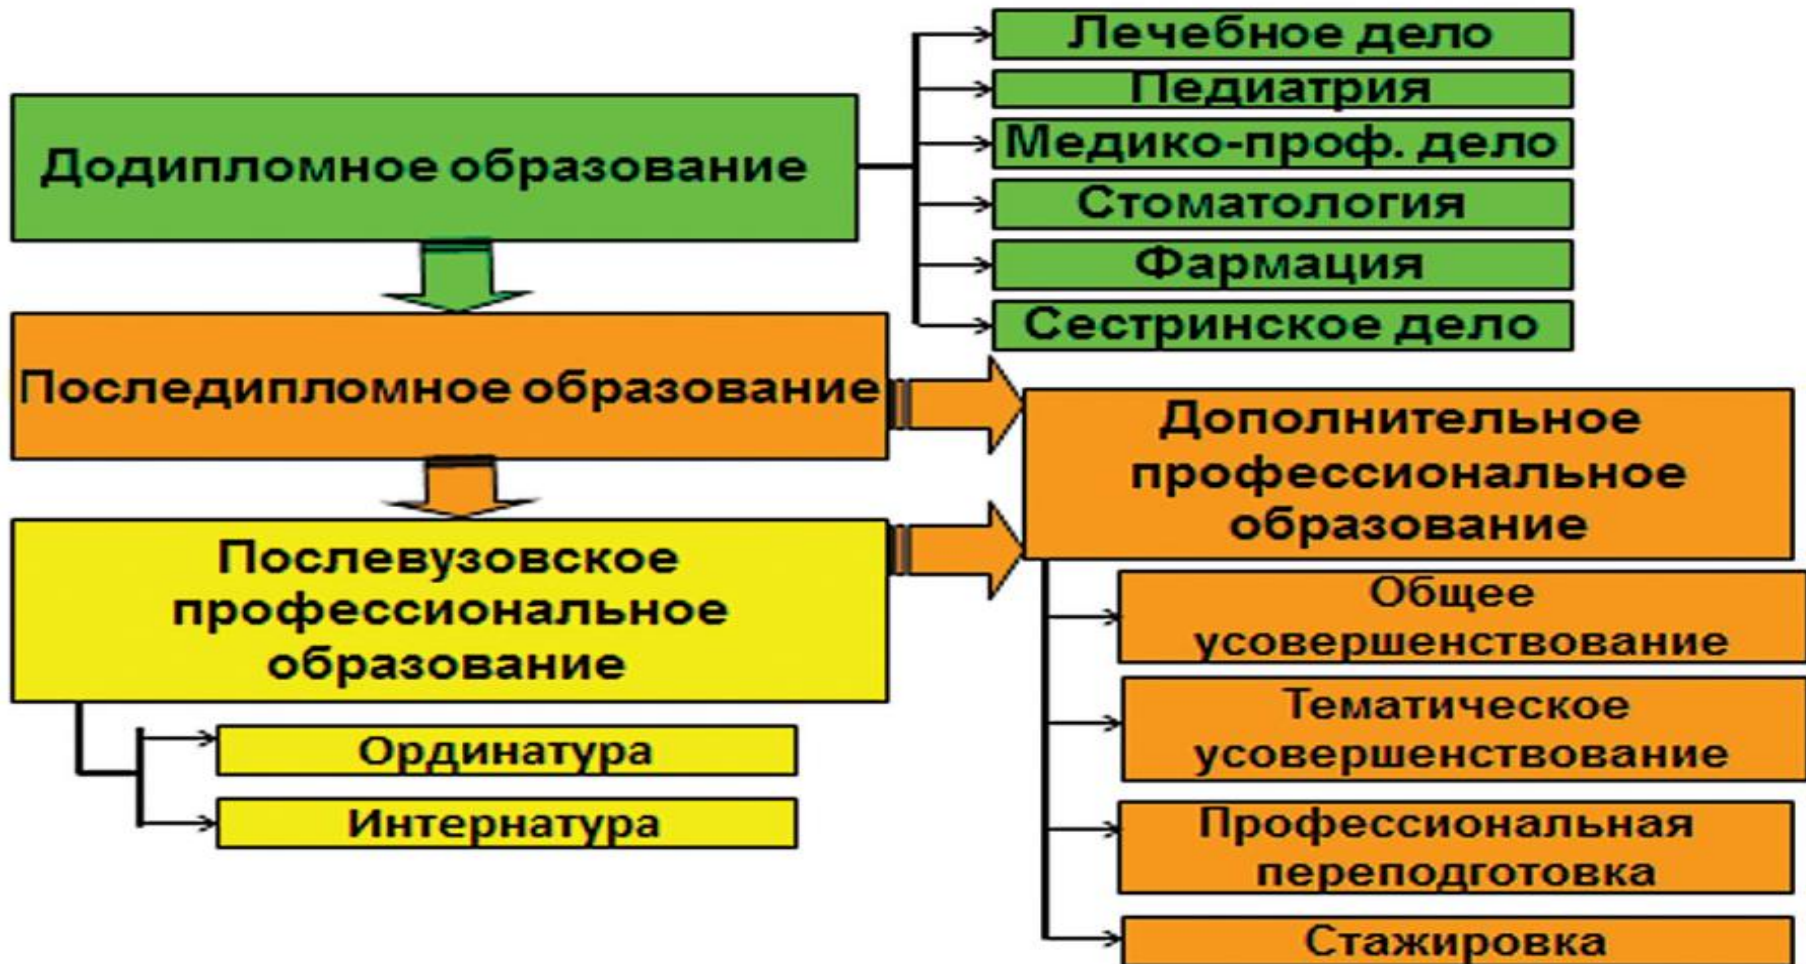 Лечебное дело
Педиатрия
Медико-проф. дело
Стоматология
Фармация
Сестринское дело
Додипломное образование
Последипломное образование
Послевузовское
профессиональное
образование
Ординатура
Интернатура
Дополнительное
профессиональное
образование
Общее
усовершенствование
Тематическое
усовершенствование
Профессиональная
переподготовка
Стажировка